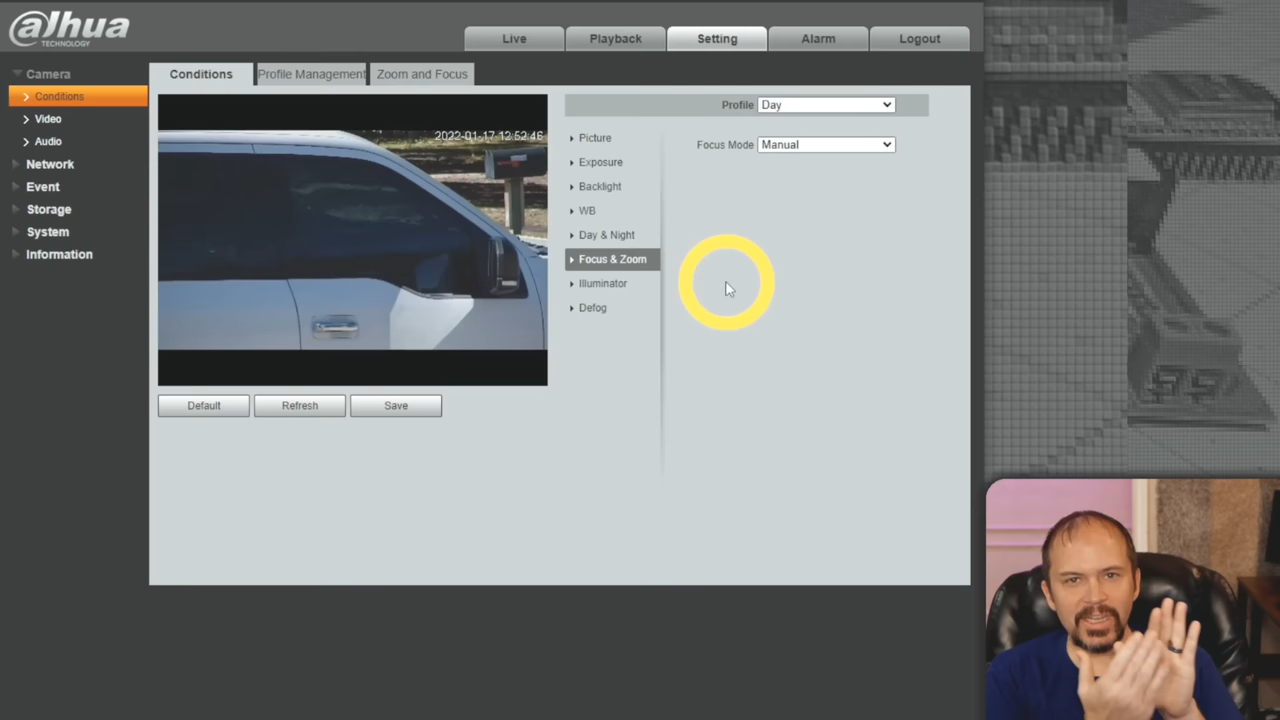 alhua
TECHNOLOGY
Live
Playback
Setting
Alarm
Logout
Camera
Conditions
Video
Audio
Network
Event
Storage
System
Information
Conditions
Profile Management
Zoom and Focus
2022-01-17 12:52:46
Default
Refresh
Save
Profile
Day
Picture
Exposure
Backlight
WB
Day & Night
Focus & Zoom
Illuminator
Defog
Focus Mode
Manual